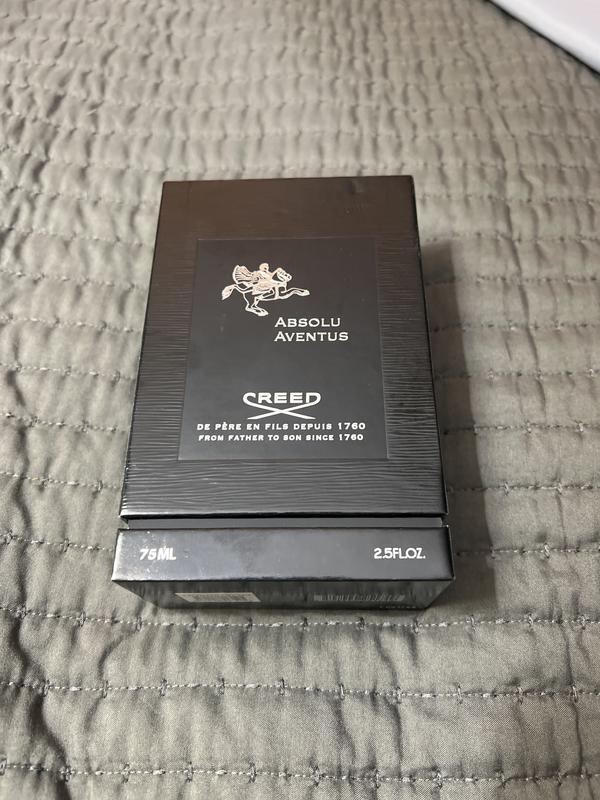 ABSOLU
AVENTUS
CREED
DE PÈRE EN FILS DEPUIS 1760
FROM FATHER TO SON SINCE 1760
75ML 2.5FL.OZ.